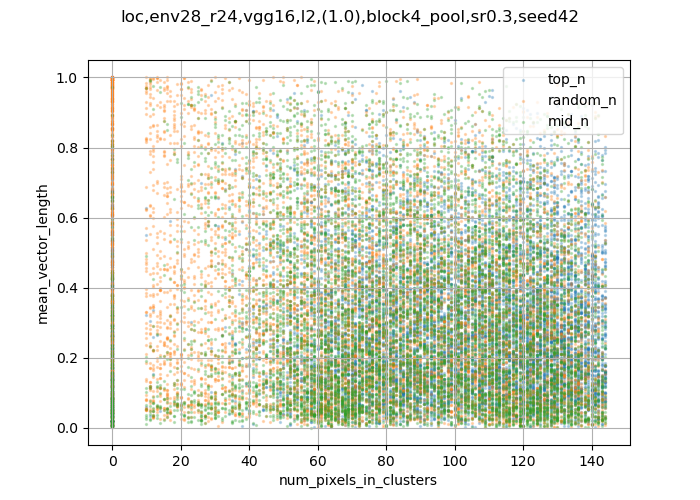 loc,env28_r24,vgg16,l2,(1.0),block4_pool,sr0.3,seed42
1.0
0.8
0.6
0.4
0.2
0.0
mean_vector_length
top_n
random_n
mid_n
0 20 40 60 80 100 120 140
num_pixels_in_clusters